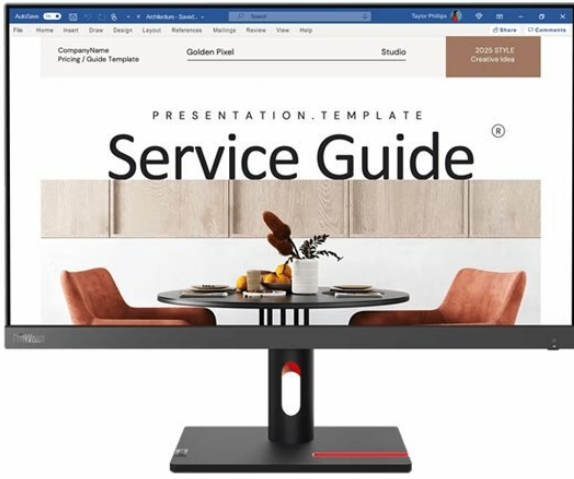 AutoSave
Architecture - Saved...
Search
Taylor Phillips
File Home Insert Draw Design Layout References Mailings Review View Help
Share
Comments
CompanyName
Pricing / Guide Template
Golden Pixel
Studio
2025 STYLE
Creative Idea
PRESENTATION.TEMPLATE
Service Guide
®
ThinkVision